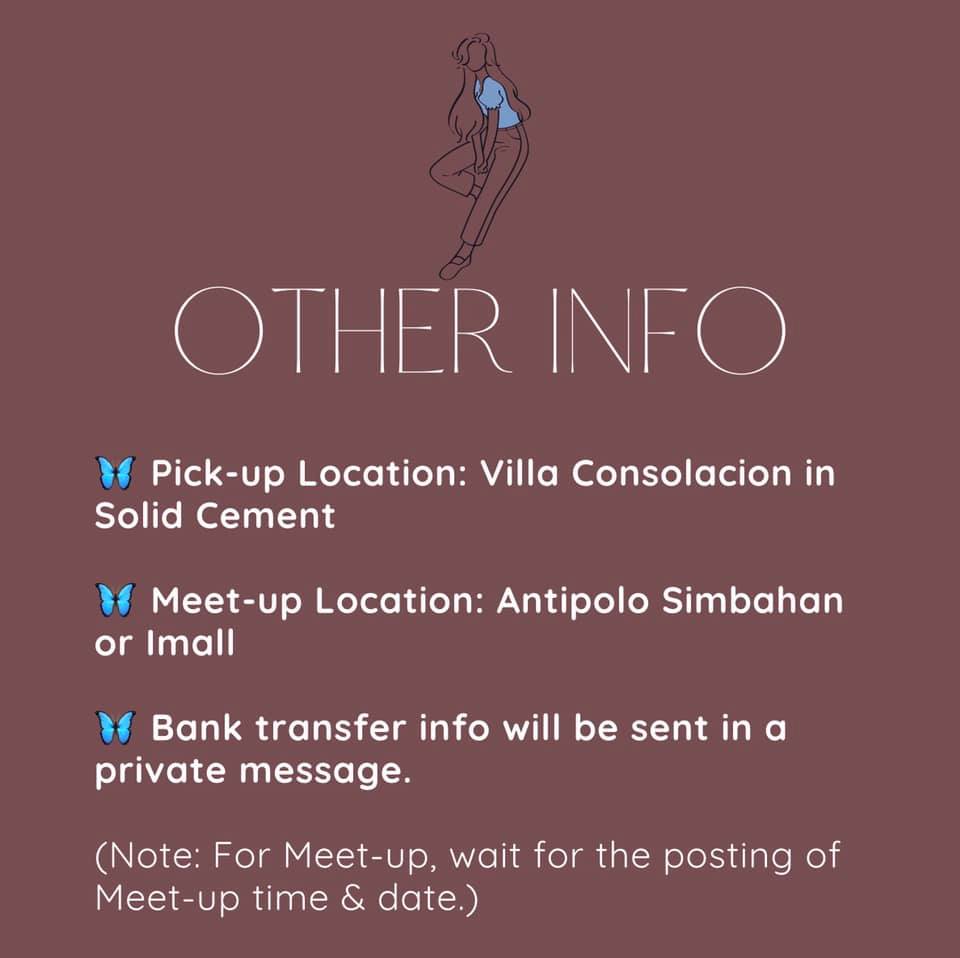 OTHER INFO
🦋 Pick-up Location: Villa Consolacion in
Solid Cement
🦋 Meet-up Location: Antipolo Simbahan
or Imall
🦋 Bank transfer info will be sent in a
private message.
(Note: For Meet-up, wait for the posting of
Meet-up time & date.)